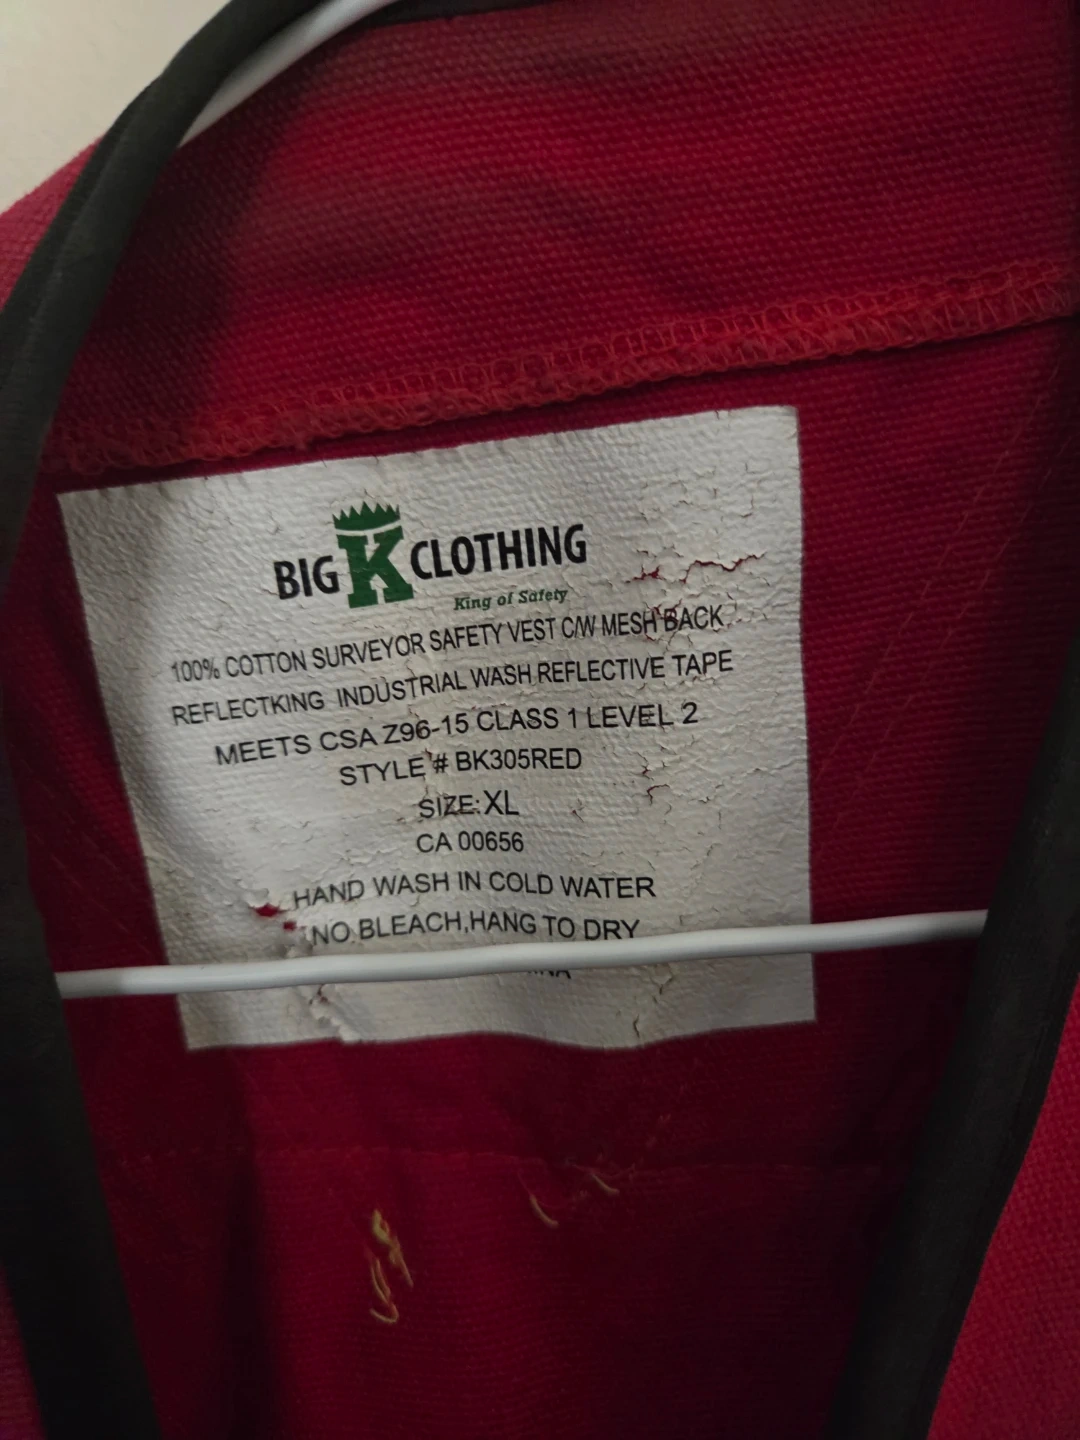 BIG K CLOTHING
King of Safety
100% COTTON SURVEYOR SAFETY VEST C/W MESH BACK
REFLECTKING INDUSTRIAL WASH REFLECTIVE TAPE
MEETS CSA Z96-15 CLASS 1 LEVEL 2
STYLE # BK305RED
SIZE: XL
CA 00656
HAND WASH IN COLD WATER
NO BLEACH,HANG TO DRY